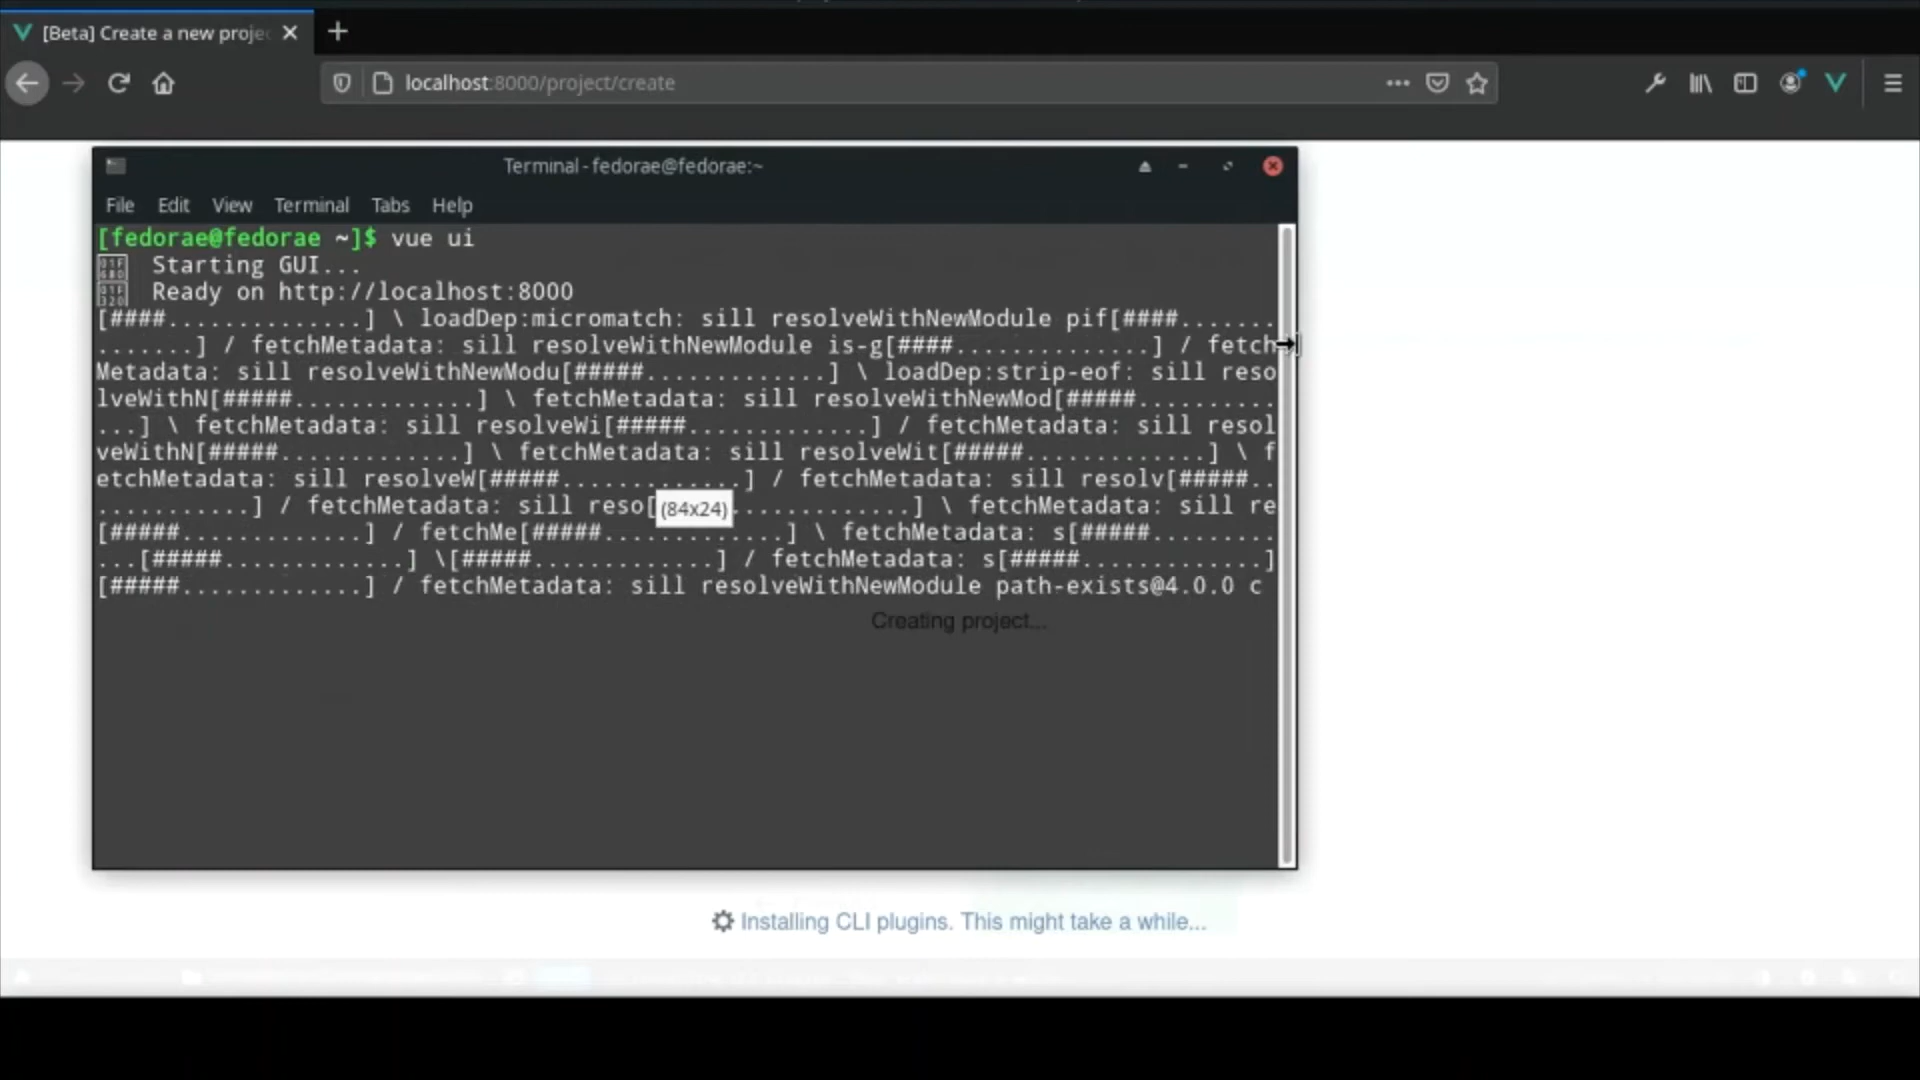 [Beta] Create a new proje
localhost:8000/project/create
Terminal - fedorae@fedorae:~
File Edit View Terminal Tabs Help
[fedorae@fedorae ~]$ vue ui
Starting GUI...
Ready on http://localhost:8000
[####..............] \ loadDep:micromatch: sill resolveWithNewModule pif[####.......
.......] / fetchMetadata: sill resolveWithNewModule is-g[####..............] / fetch
Metadata: sill resolveWithNewModu[#####.............] \ loadDep:strip-eof: sill reso
lveWithN[#####.............] \ fetchMetadata: sill resolveWithNewMod[#####..........
...] \ fetchMetadata: sill resolveWi[#####.............] / fetchMetadata: sill resol
veWithN[#####.............] \ fetchMetadata: sill resolveWit[#####.............] \ f
etchMetadata: sill resolveW[#####.............] / fetchMetadata: sill resolv[#####..
...........] / fetchMetadata: sill reso[ .............] \ fetchMetadata: sill re
(84x24)
[#####.............] / fetchMe[#####.............] \ fetchMetadata: s[#####.........
...[#####.............] \[#####.............] / fetchMetadata: s[#####.............]
[#####.............] / fetchMetadata: sill resolveWithNewModule path-exists@4.0.0 c
Creating project...
Installing CLI plugins. This might take a while...